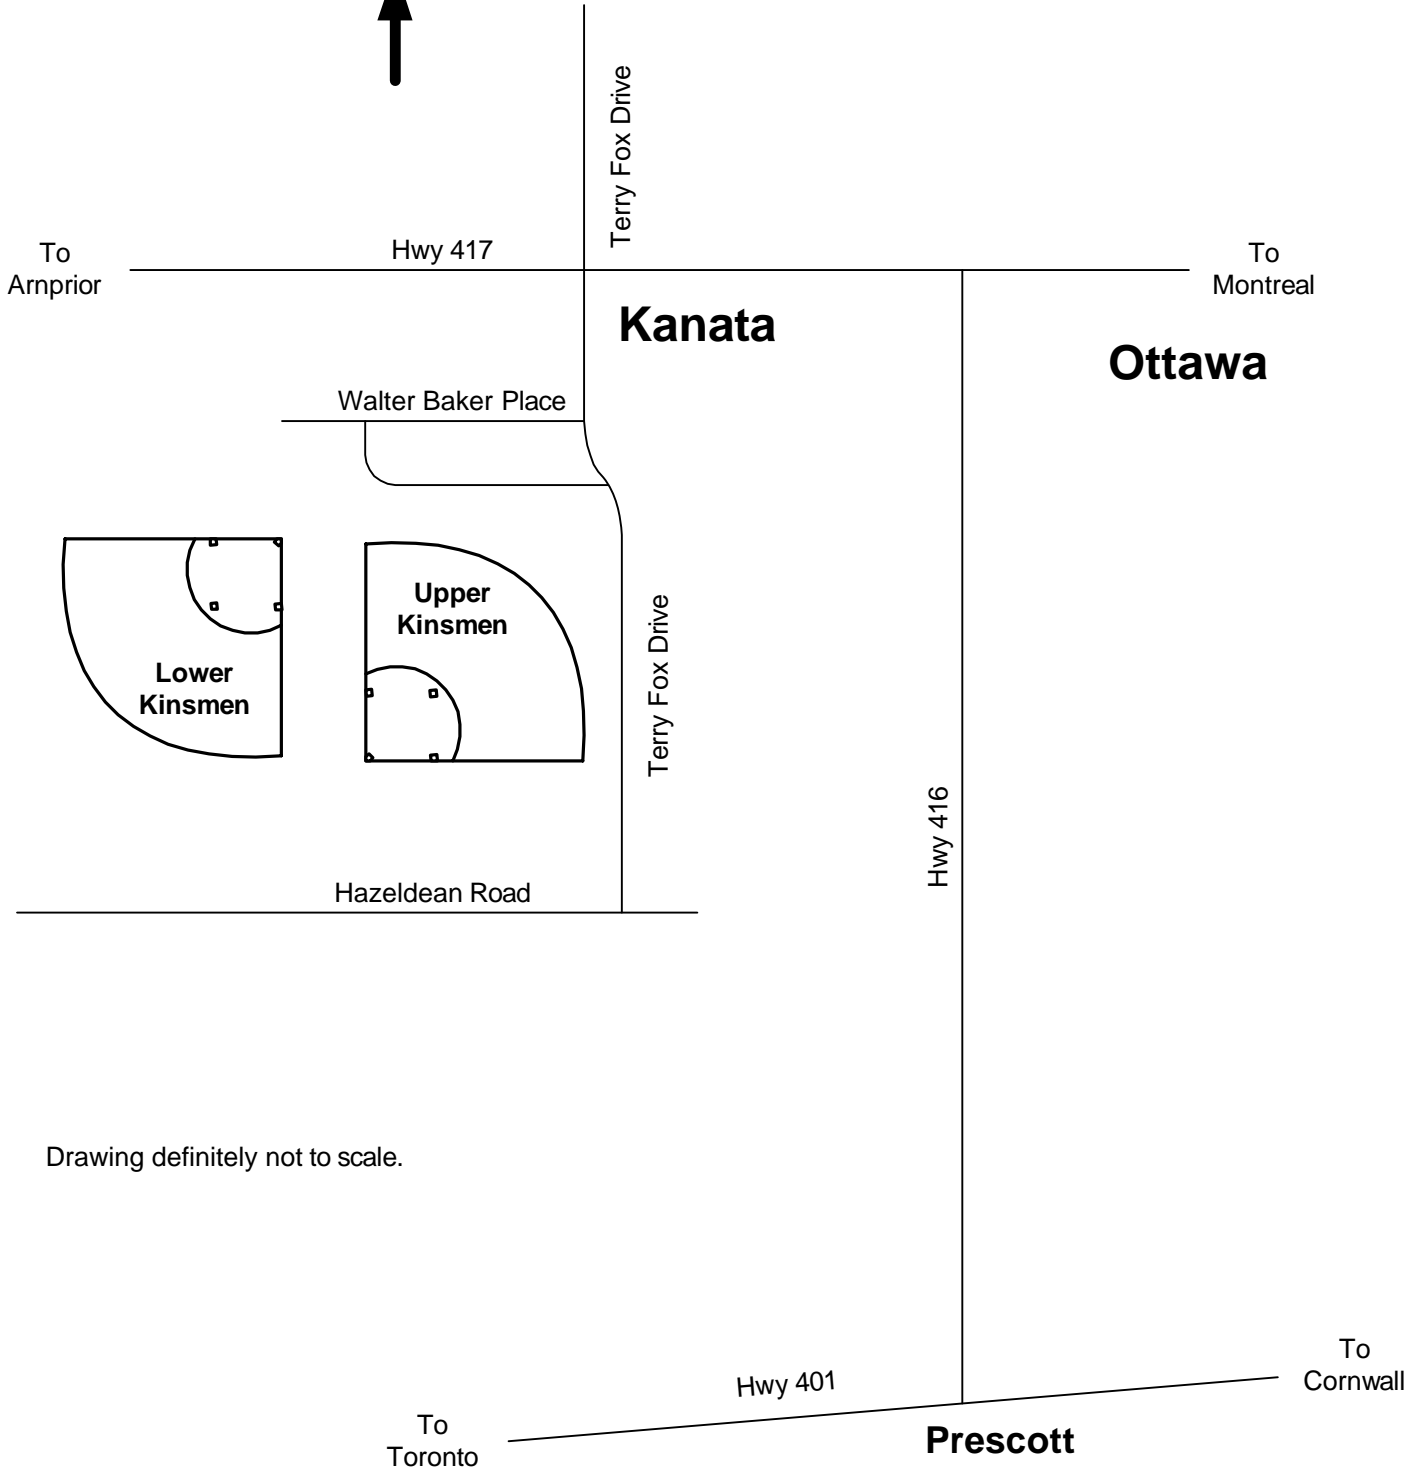 Terry Fox Drive
Hwy 417
To
Arnprior
To
Montreal
Kanata
Ottawa
Walter Baker Place
Upper
Kinsmen
Lower
Kinsmen
Terry Fox Drive
Hwy 416
Hazeldean Road
Drawing definitely not to scale.
Hwy 401
To
Cornwall
To
Toronto
Prescott